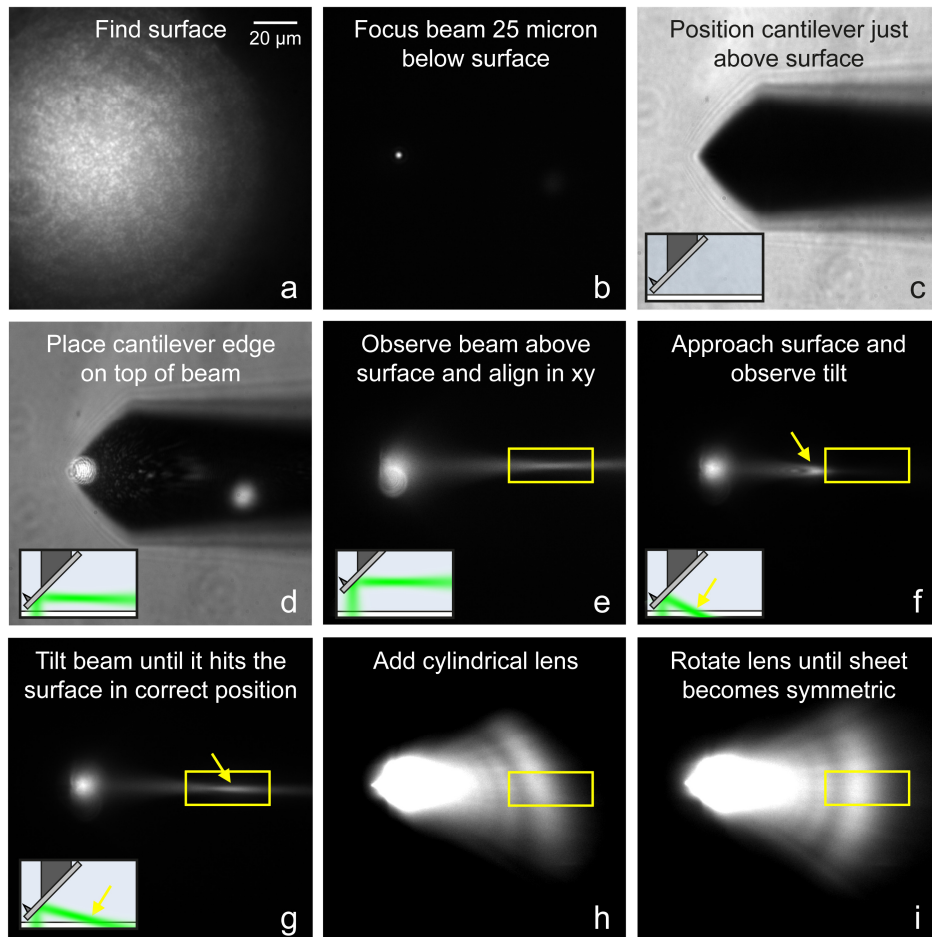 Find surface
20 µm
a
Focus beam 25 micron
below surface
b
Position cantilever just
above surface
c
Place cantilever edge
on top of beam
d
Observe beam above
surface and align in xy
e
Approach surface and
observe tilt
f
Tilt beam until it hits the
surface in correct position
g
Add cylindrical lens
h
Rotate lens until sheet
becomes symmetric
i